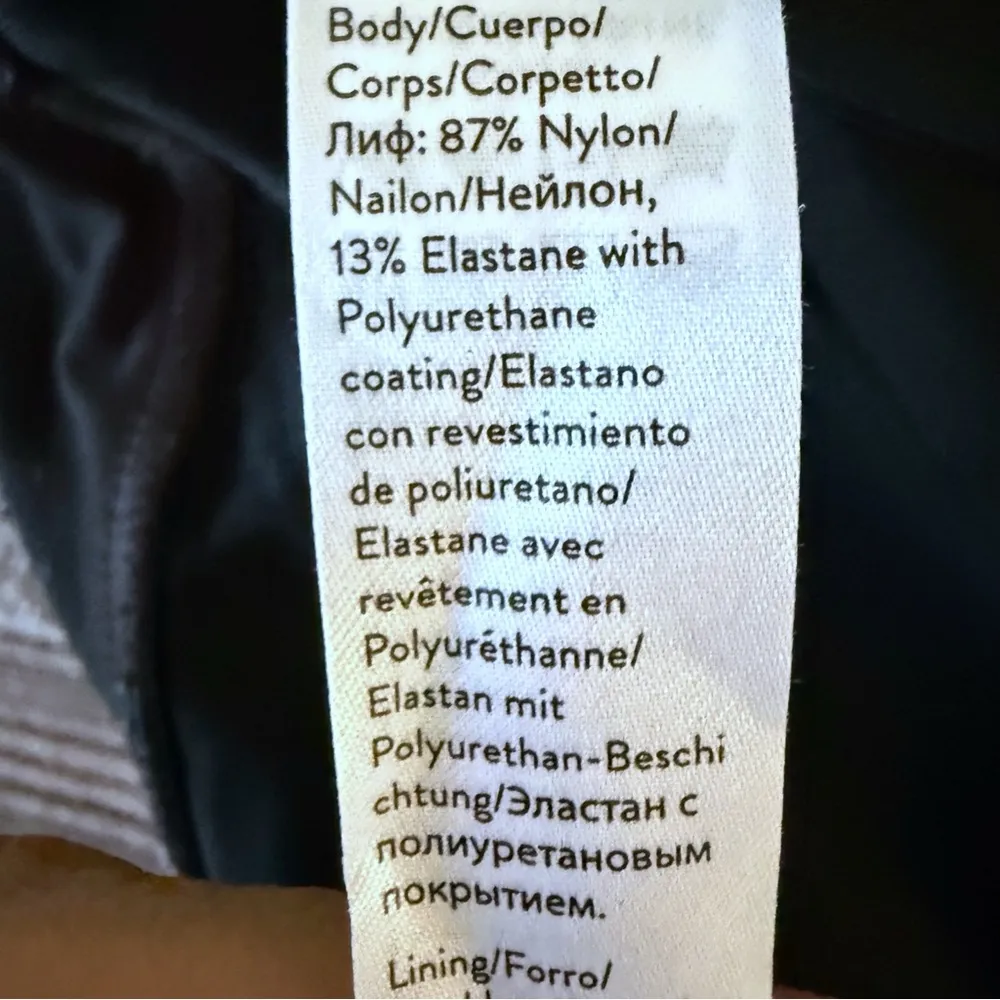 Body/Cuerpo/
Corps/Corpetto/
Лиф: 87% Nylon/
Nailon/Нейлон,
13% Elastane with
Polyurethane
coating/Elastano
con revestimiento
de poliuretano/
Elastane avec
revêtement en
Polyuréthanne/
Elastan mit
Polyurethan-Beschi
chtung/Эластан с
полиуретановым
покрытием.
Lining/Forro/